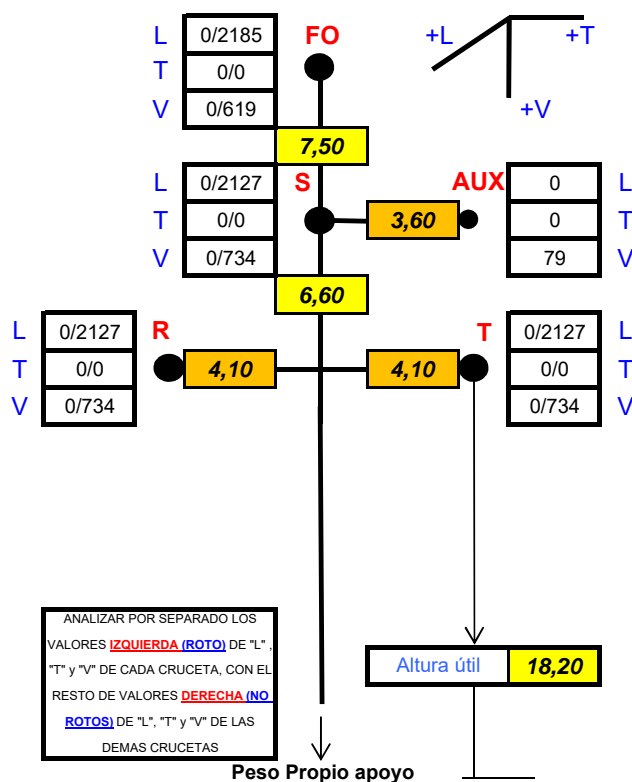 L 0/2185 FO +L +T
T 0/0
V 0/619 +V
7,50
L 0/2127 S AUX 0 L
T 0/0 3,60 0 T
V 0/734 79 V
6,60
L 0/2127 R T 0/2127 L
T 0/0 4,10 4,10 0/0 T
V 0/734 0/734 V
ANALIZAR POR SEPARADO LOS
VALORES IZQUIERDA (ROTO) DE "L" ,
"T" y "V" DE CADA CRUCETA, CON EL
RESTO DE VALORES DERECHA (NO
ROTOS) DE "L", "T" y "V" DE LAS
DEMAS CRUCETAS
Altura útil 18,20
Peso Propio apoyo